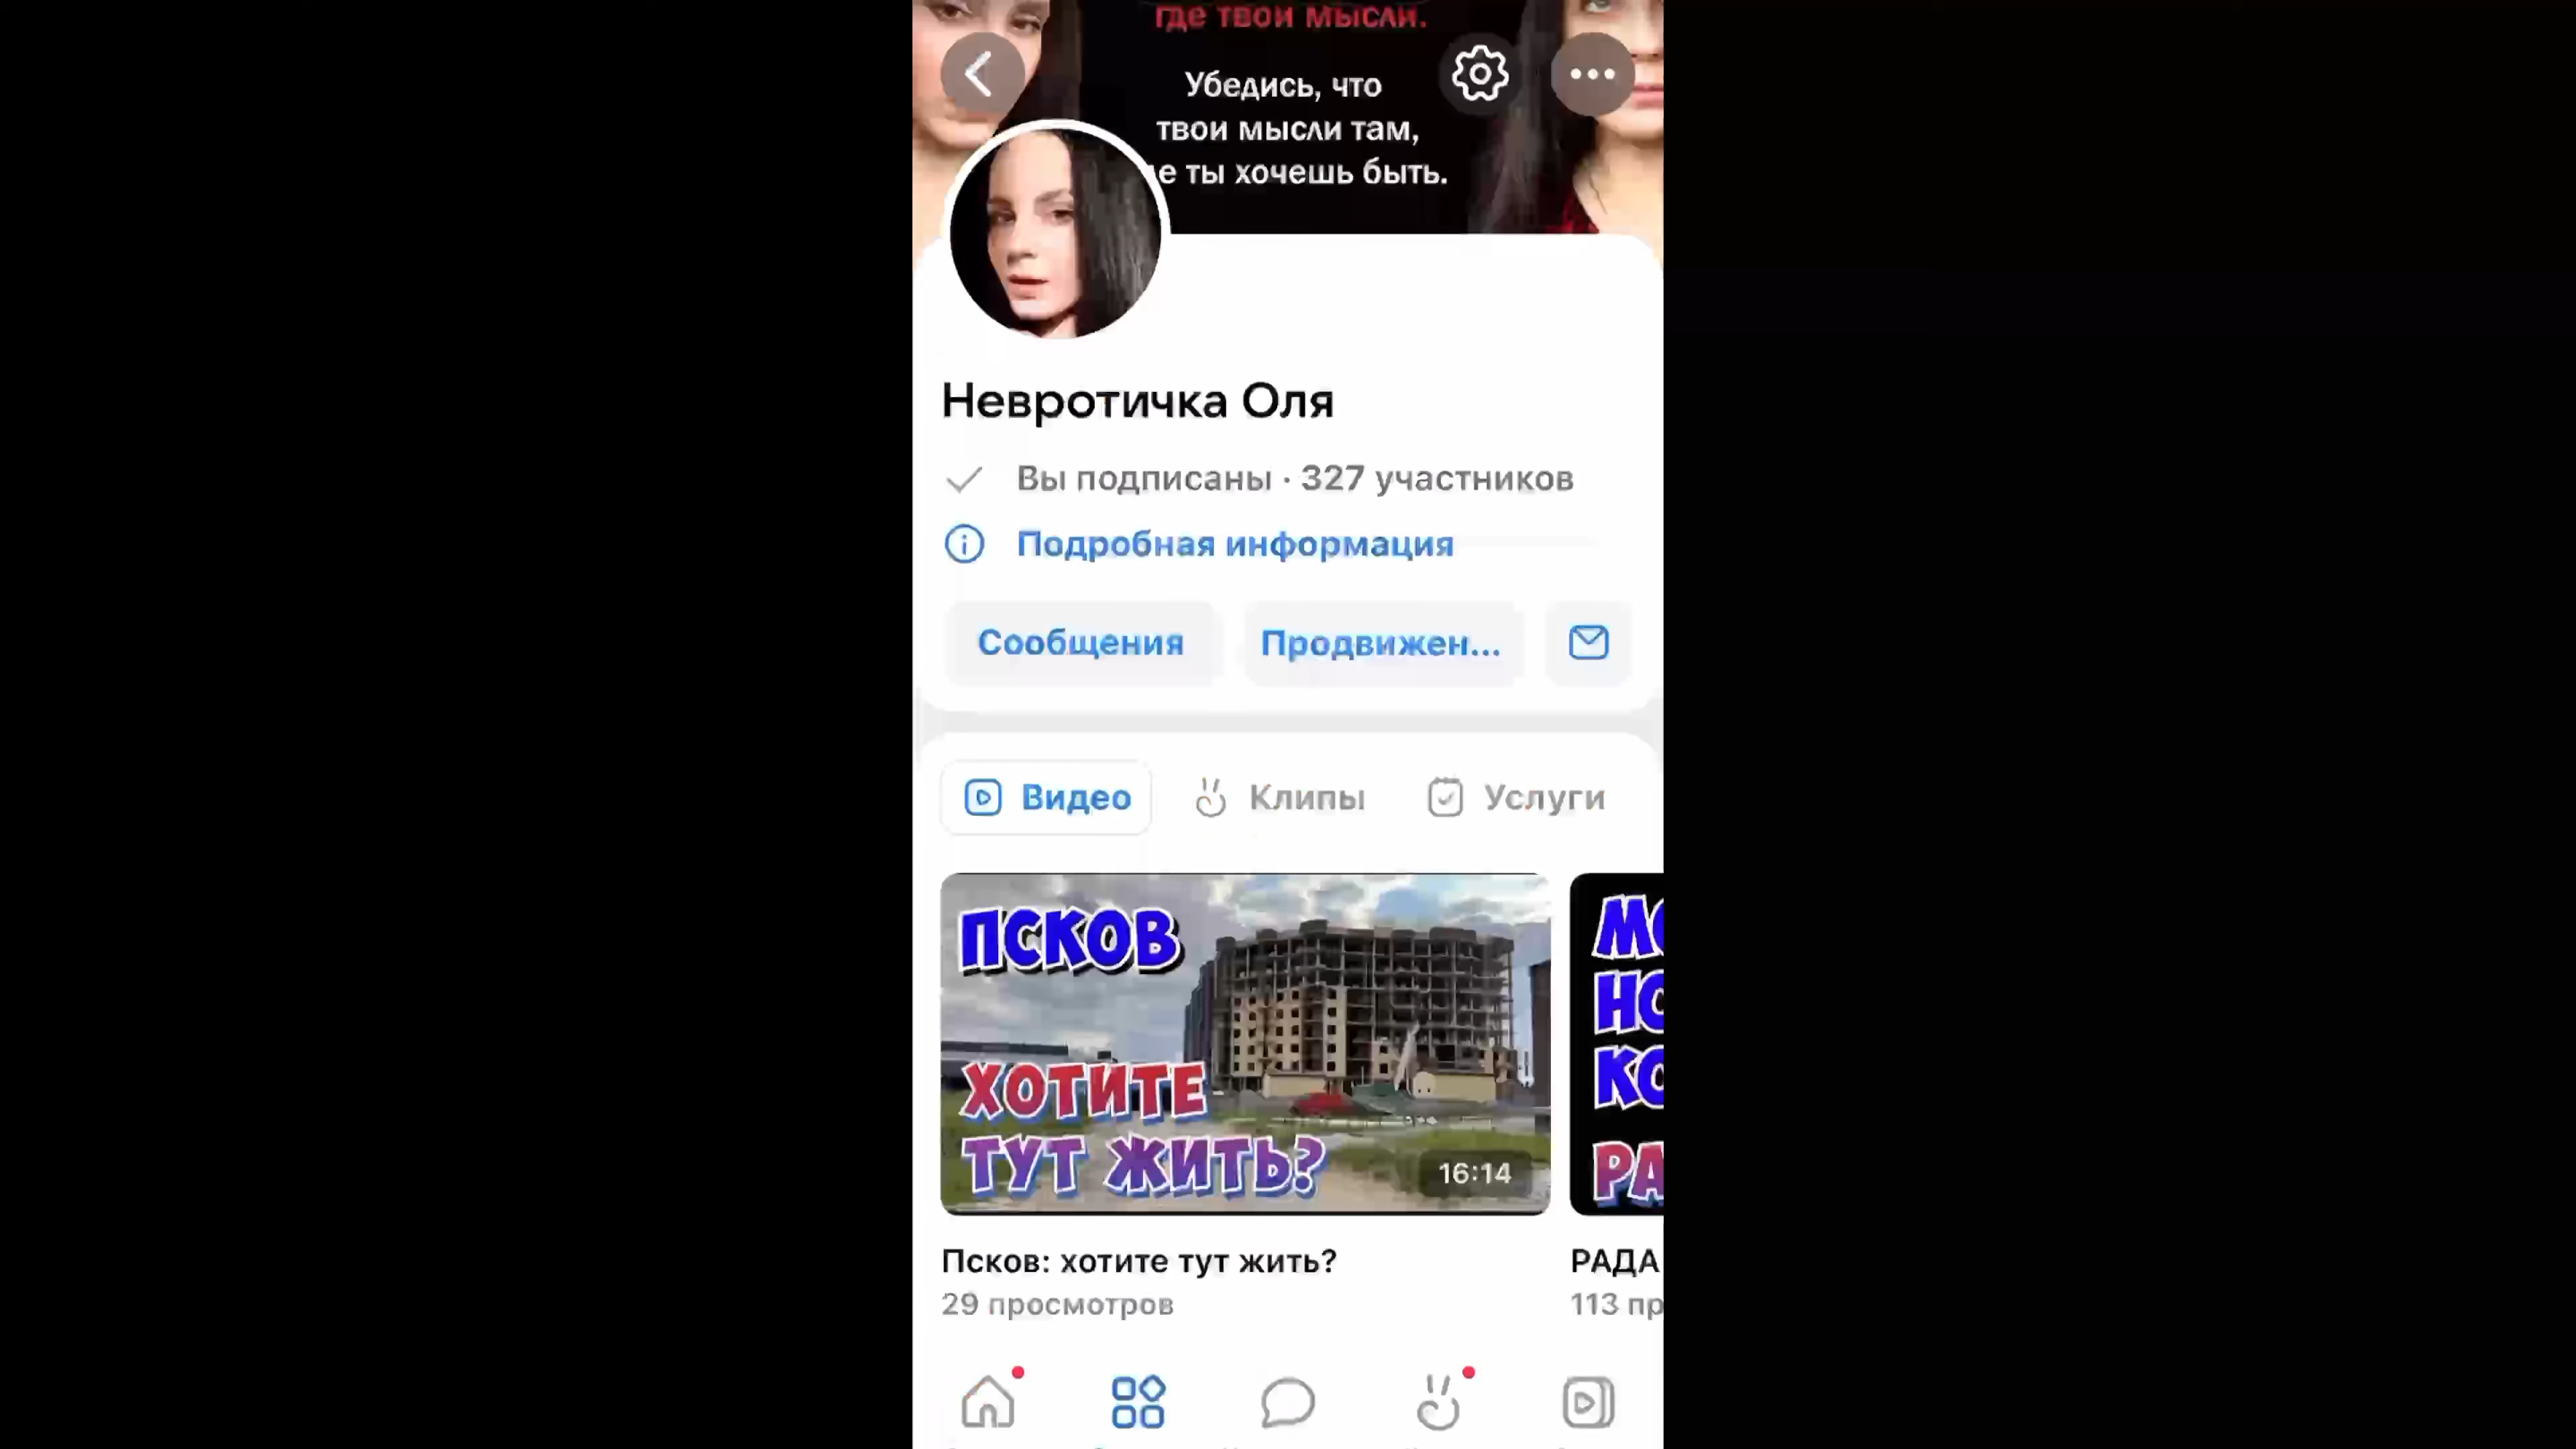 где твои мысли.
Убедись, что
твои мысли там,
е ты хочешь быть.
Невротичка Оля
Вы подписаны · 327 участников
Подробная информация
Сообщения
Продвижен...
Видео
Клипы
Услуги
ПСКОВ
ХОТИТЕ
ТУТ ЖИТЬ?
16:14
Псков: хотите тут жить?
29 просмотров
РАДА
113 пр